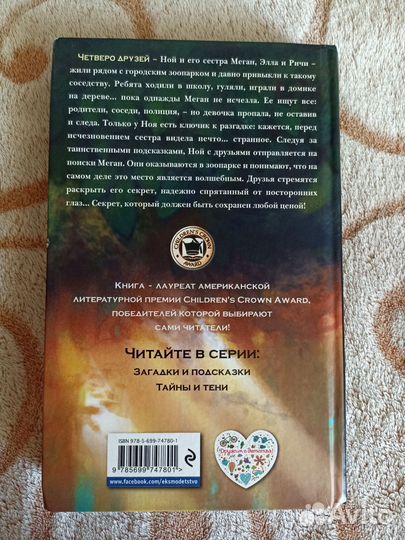 Четверо друзей – Ной и его сестра Меган, Элла и Ричи –
жили рядом с городским зоопарком и давно привыкли к такому
соседству. Ребята ходили в школу, гуляли, играли в домике
на дереве... пока однажды Меган не исчезла. Ее ищут все:
родители, соседи, полиция, – но девочка пропала, не оставив
и следа. Только у Ноя есть ключик к разгадке: кажется, перед
исчезновением сестра видела нечто... странное. Следуя за
таинственными подсказками, Ной с друзьями отправляется на
поиски Меган. Они оказываются в зоопарке и понимают, что на
самом деле это место является волшебным. Друзья стремятся
раскрыть его секрет, надежно спрятанный от посторонних
глаз... Секрет, который должен быть сохранен любой ценой!
CHILDREN'S CROWN
AWARD
Книга - лауреат американской
литературной премии Children's Crown Award,
победителей которой выбирают
сами читатели!
Читайте в серии:
Загадки и подсказки
Тайны и тени
ISBN 978-5-699-74780-1
9 785699 747801 >
www.facebook.com/eksmodetstvo
Дружим с детства!
Avito